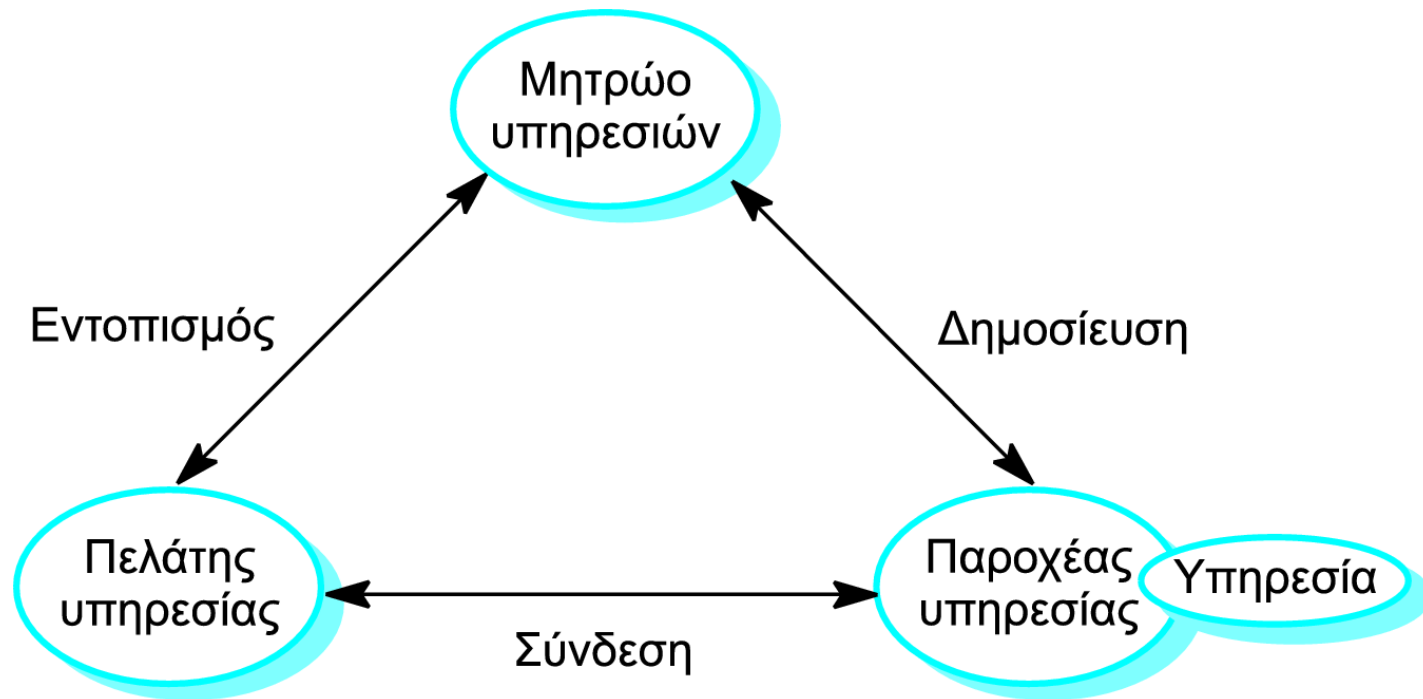 Μητρώο
υπηρεσιών
Εντοπισμός
Δημοσίευση
Πελάτης
υπηρεσίας
Παροχέας
υπηρεσίας
Υπηρεσία
Σύνδεση